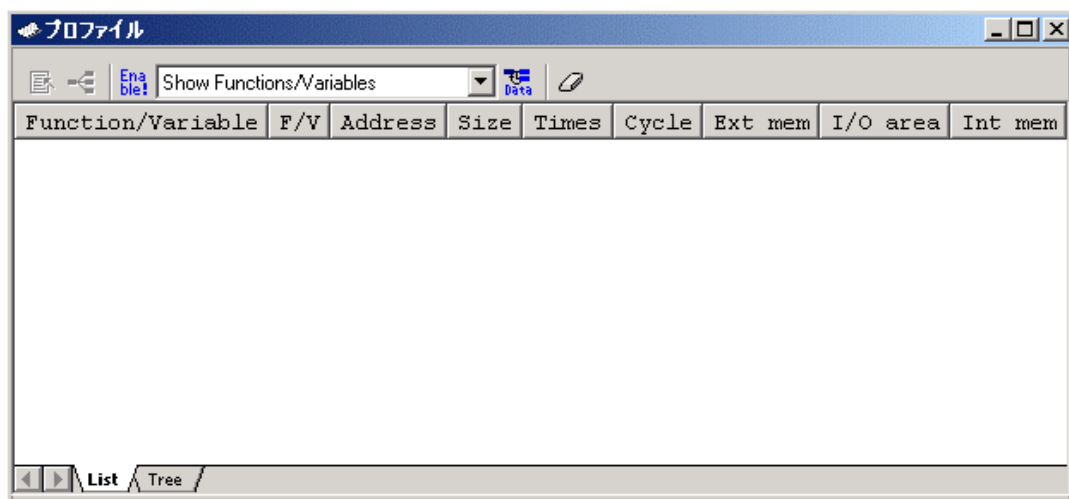 プロファイル
Ena
ble!
Show Functions/Variables
Data
Function/Variable F/V Address Size Times Cycle Ext mem I/O area Int mem
List Tree